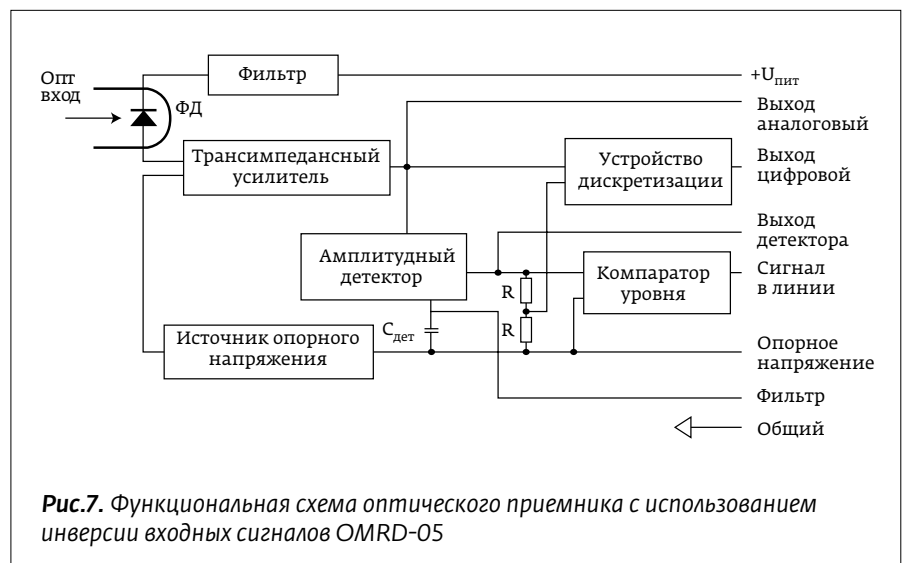 Опт
вход
ФД
Фильтр
+Uпит
Выход
аналоговый
Трансимпедансный
усилитель
Устройство
дискретизации
Выход
цифровой
Выход
детектора
Амплитудный
детектор
R
R
Компаратор
уровня
Сигнал
в линии
Источник опорного
напряжения
Cдет
Опорное
напряжение
Фильтр
Общий
Рис.7. Функциональная схема оптического приемника с использованием
инверсии входных сигналов OMRD-05